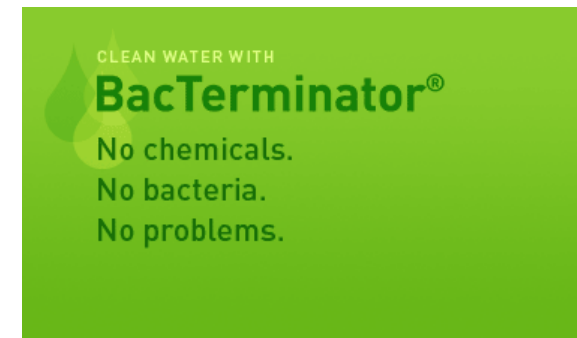 CLEAN WATER WITH
BacTerminator®
No chemicals.
No bacteria.
No problems.